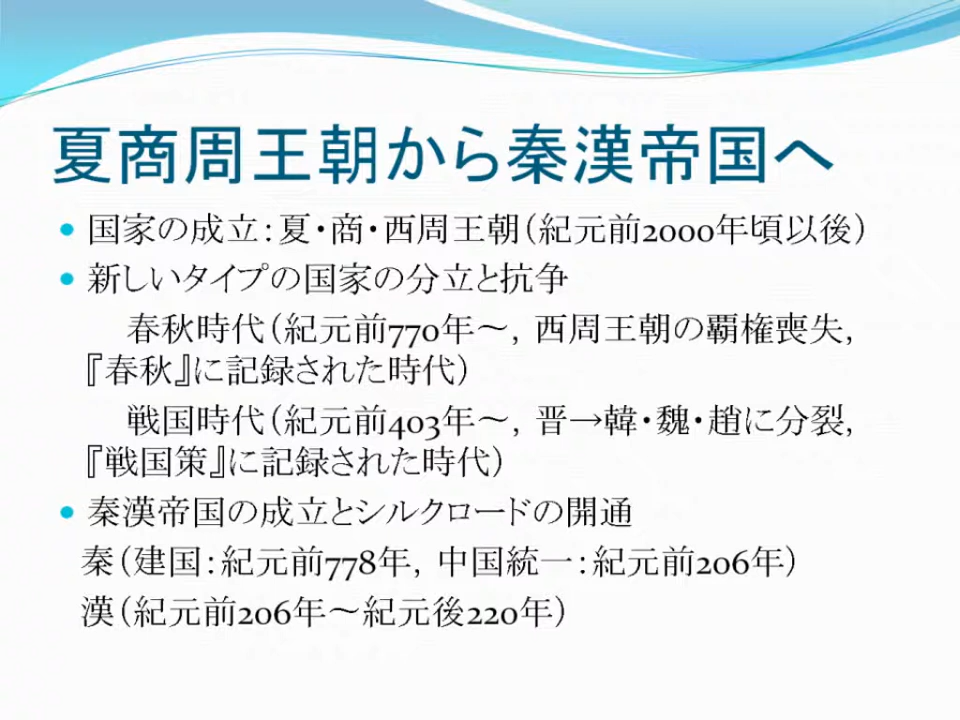 夏商周王朝から秦漢帝国へ
• 国家の成立：夏・商・西周王朝（紀元前2000年頃以後）
• 新しいタイプの国家の分立と抗争
春秋時代（紀元前770年～，西周王朝の覇権喪失，
『春秋』に記録された時代）
戦国時代（紀元前403年～，晋→韓・魏・趙に分裂，
『戦国策』に記録された時代）
• 秦漢帝国の成立とシルクロードの開通
秦（建国：紀元前778年，中国統一：紀元前206年）
漢（紀元前206年～紀元後220年）